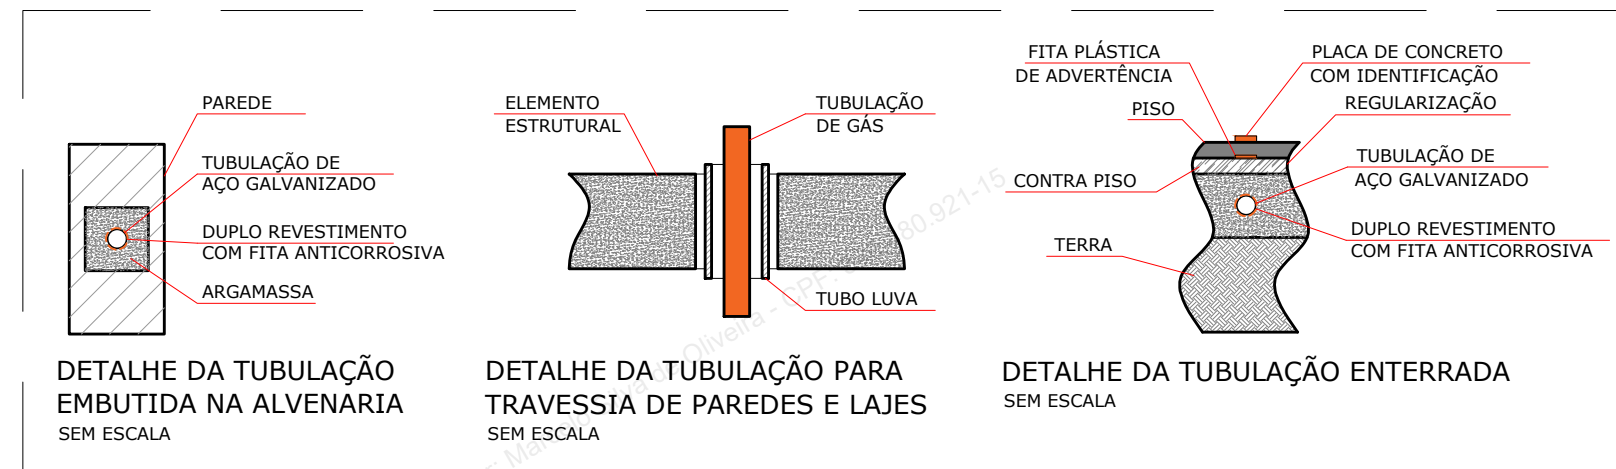 PAREDE
TUBULAÇÃO DE
AÇO GALVANIZADO
DUPLO REVESTIMENTO
COM FITA ANTICORROSIVA
ARGAMASSA
DETALHE DA TUBULAÇÃO
EMBUTIDA NA ALVENARIA
SEM ESCALA
ELEMENTO
ESTRUTURAL
TUBULAÇÃO
DE GÁS
TUBO LUVA
DETALHE DA TUBULAÇÃO PARA
TRAVESSIA DE PAREDES E LAJES
SEM ESCALA
FITA PLÁSTICA
DE ADVERTÊNCIA
PISO
CONTRA PISO
TERRA
PLACA DE CONCRETO
COM IDENTIFICAÇÃO
REGULARIZAÇÃO
TUBULAÇÃO DE
AÇO GALVANIZADO
DUPLO REVESTIMENTO
COM FITA ANTICORROSIVA
DETALHE DA TUBULAÇÃO ENTERRADA
SEM ESCALA